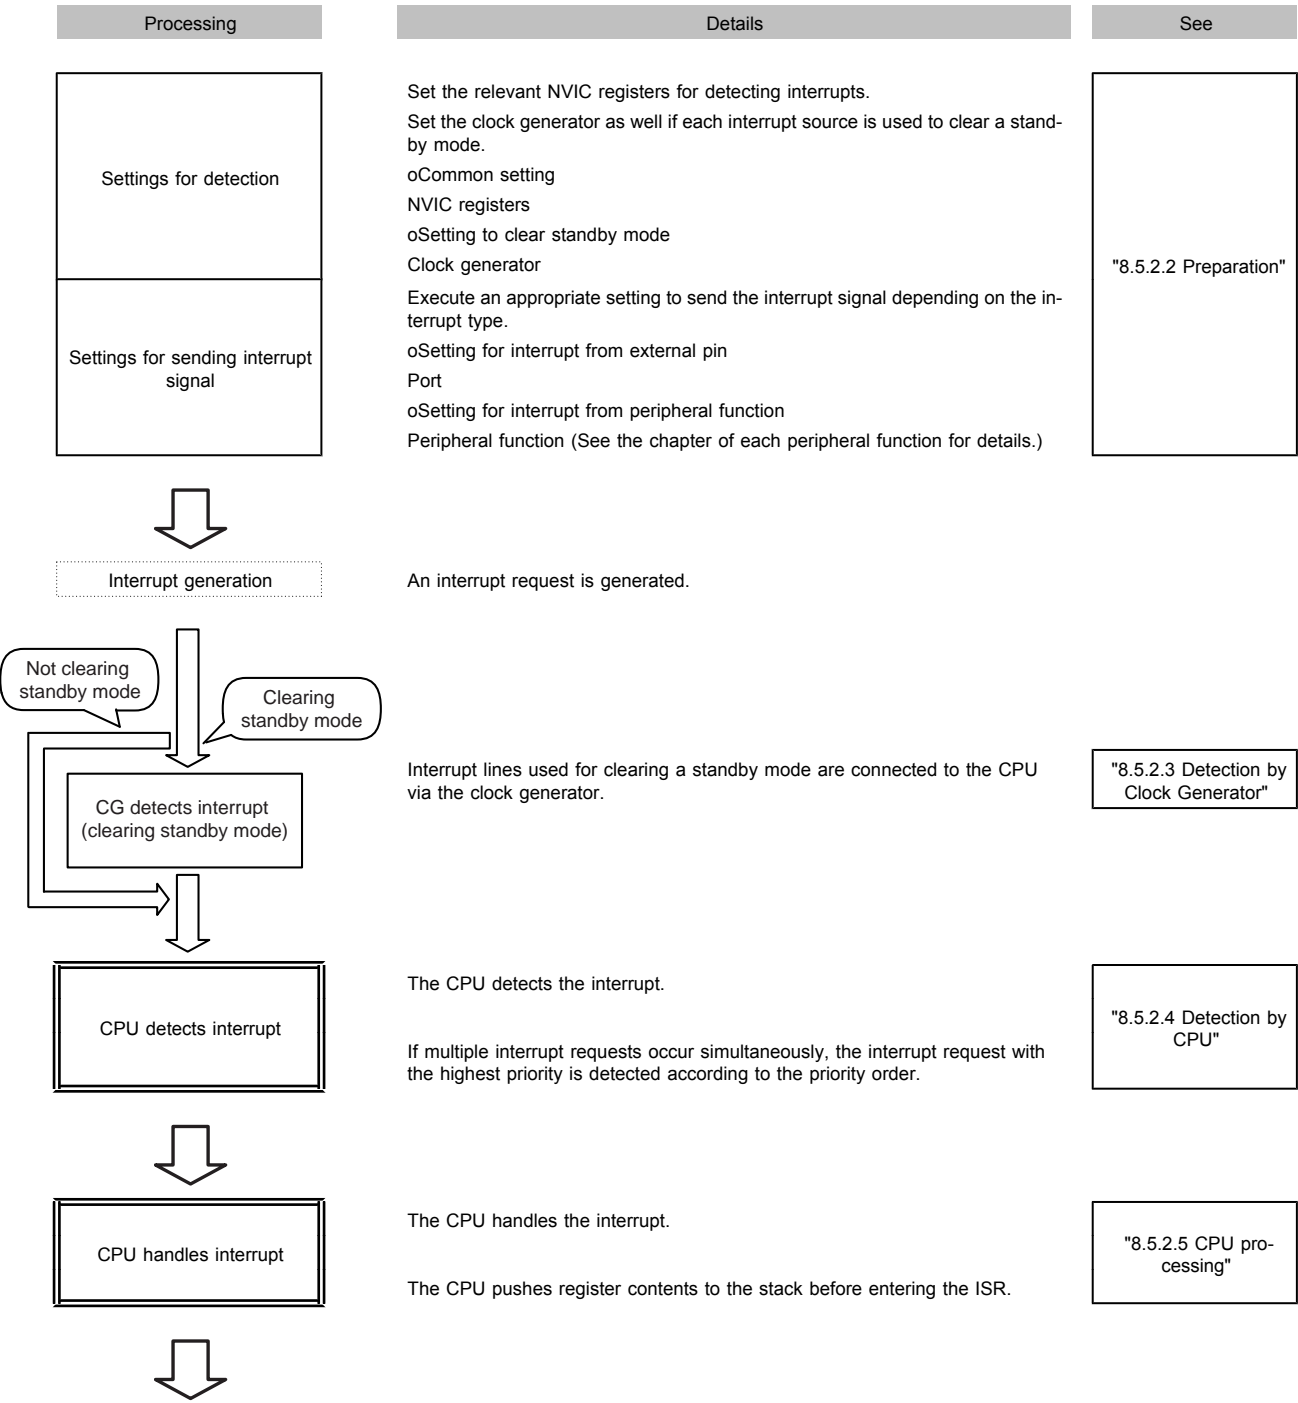 Processing
Details
See
Settings for detection
Set the relevant NVIC registers for detecting interrupts.
Set the clock generator as well if each interrupt source is used to clear a stand-
by mode.
oCommon setting
NVIC registers
oSetting to clear standby mode
Clock generator
"8.5.2.2 Preparation"
Settings for sending interrupt
signal
Execute an appropriate setting to send the interrupt signal depending on the in-
terrupt type.
oSetting for interrupt from external pin
Port
oSetting for interrupt from peripheral function
Peripheral function (See the chapter of each peripheral function for details.)
Interrupt generation
An interrupt request is generated.
Not clearing
standby mode
Clearing
standby mode
CG detects interrupt
(clearing standby mode)
Interrupt lines used for clearing a standby mode are connected to the CPU
via the clock generator.
"8.5.2.3 Detection by
Clock Generator"
CPU detects interrupt
The CPU detects the interrupt.
If multiple interrupt requests occur simultaneously, the interrupt request with
the highest priority is detected according to the priority order.
"8.5.2.4 Detection by
CPU"
CPU handles interrupt
The CPU handles the interrupt.
The CPU pushes register contents to the stack before entering the ISR.
"8.5.2.5 CPU pro-
cessing"